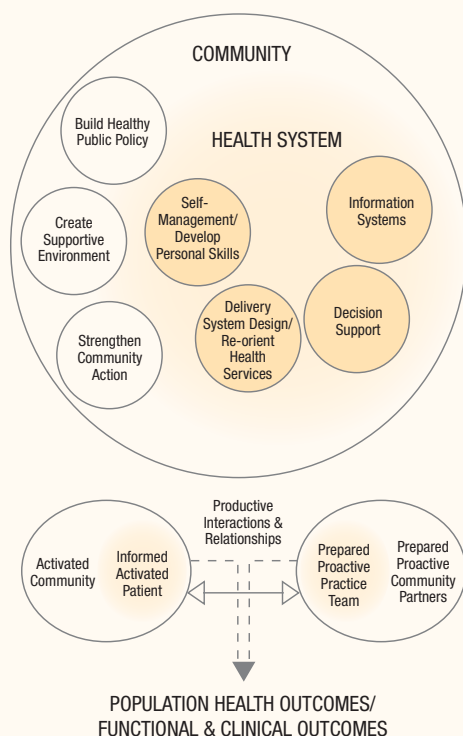 COMMUNITY
Build Healthy
Public Policy
HEALTH SYSTEM
Self-
Management/
Develop
Personal Skills
Information
Systems
Create
Supportive
Environment
Delivery
System Design/
Re-orient
Health
Services
Decision
Support
Strengthen
Community
Action
Productive
Interactions &
Relationships
Activated
Community
Informed
Activated
Patient
Prepared
Proactive
Practice
Team
Prepared
Proactive
Community
Partners
POPULATION HEALTH OUTCOMES/
FUNCTIONAL & CLINICAL OUTCOMES